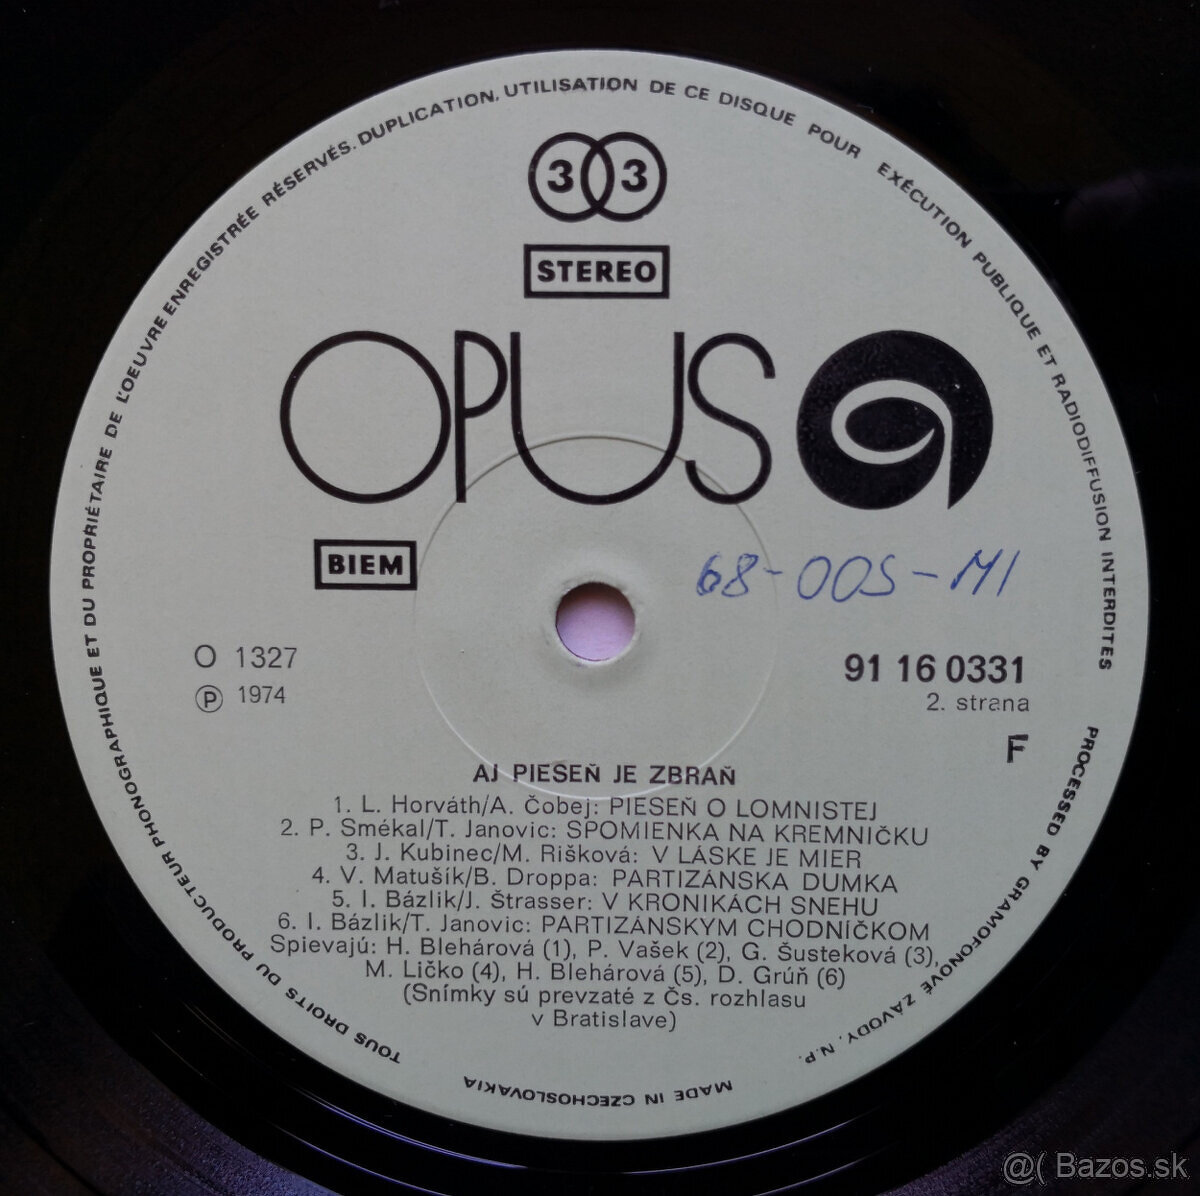 TOUS DROITS DU PRODUCTEUR PHONOGRAPHIQUE ET DU PROPRIÉTAIRE DE L'OEUVRE ENREGISTRÉE RÉSERVÉS. DUPLICATION, UTILISATION DE CE DISQUE POUR EXÉCUTION PUBLIQUE ET RADIODIFFUSION INTERDITES
33
STEREO
OPUS
BIEM
68-005-MI
O 1327
℗ 1974
91 16 0331
2. strana
F
AJ PIESEŇ JE ZBRAŇ
1. L. Horváth/A. Čobej: PIESEŇ O LOMNISTEJ
2. P. Smékal/T. Janovic: SPOMIENKA NA KREMNIČKU
3. J. Kubinec/M. Rišková: V LÁSKE JE MIER
4. V. Matušík/B. Droppa: PARTIZÁNSKA DUMKA
5. I. Bázlik/J. Štrasser: V KRONIKÁCH SNEHU
6. I. Bázlik/T. Janovic: PARTIZÁNSKYM CHODNÍČKOM
Spievajú: H. Blehárová (1), P. Vašek (2), G. Šusteková (3),
M. Ličko (4), H. Blehárová (5), D. Grúň (6)
(Snímky sú prevzaté z Čs. rozhlasu
v Bratislave)
PROCESSED BY GRAMOFONOVÉ ZÁVODY, N.P.
MADE IN CZECHOSLOVAKIA
@( Bazos.sk